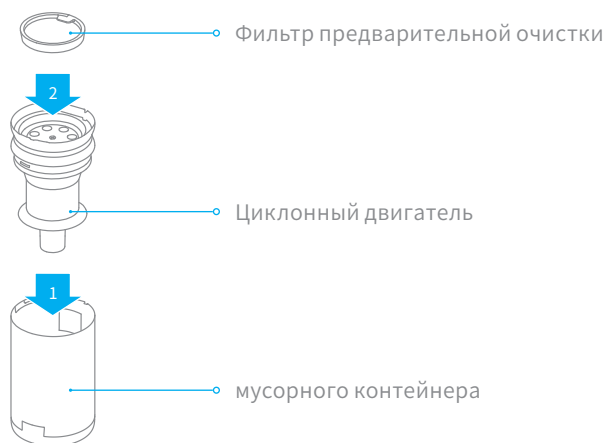 Фильтр предварительной очистки
2
Циклонный двигатель
1
мусорного контейнера